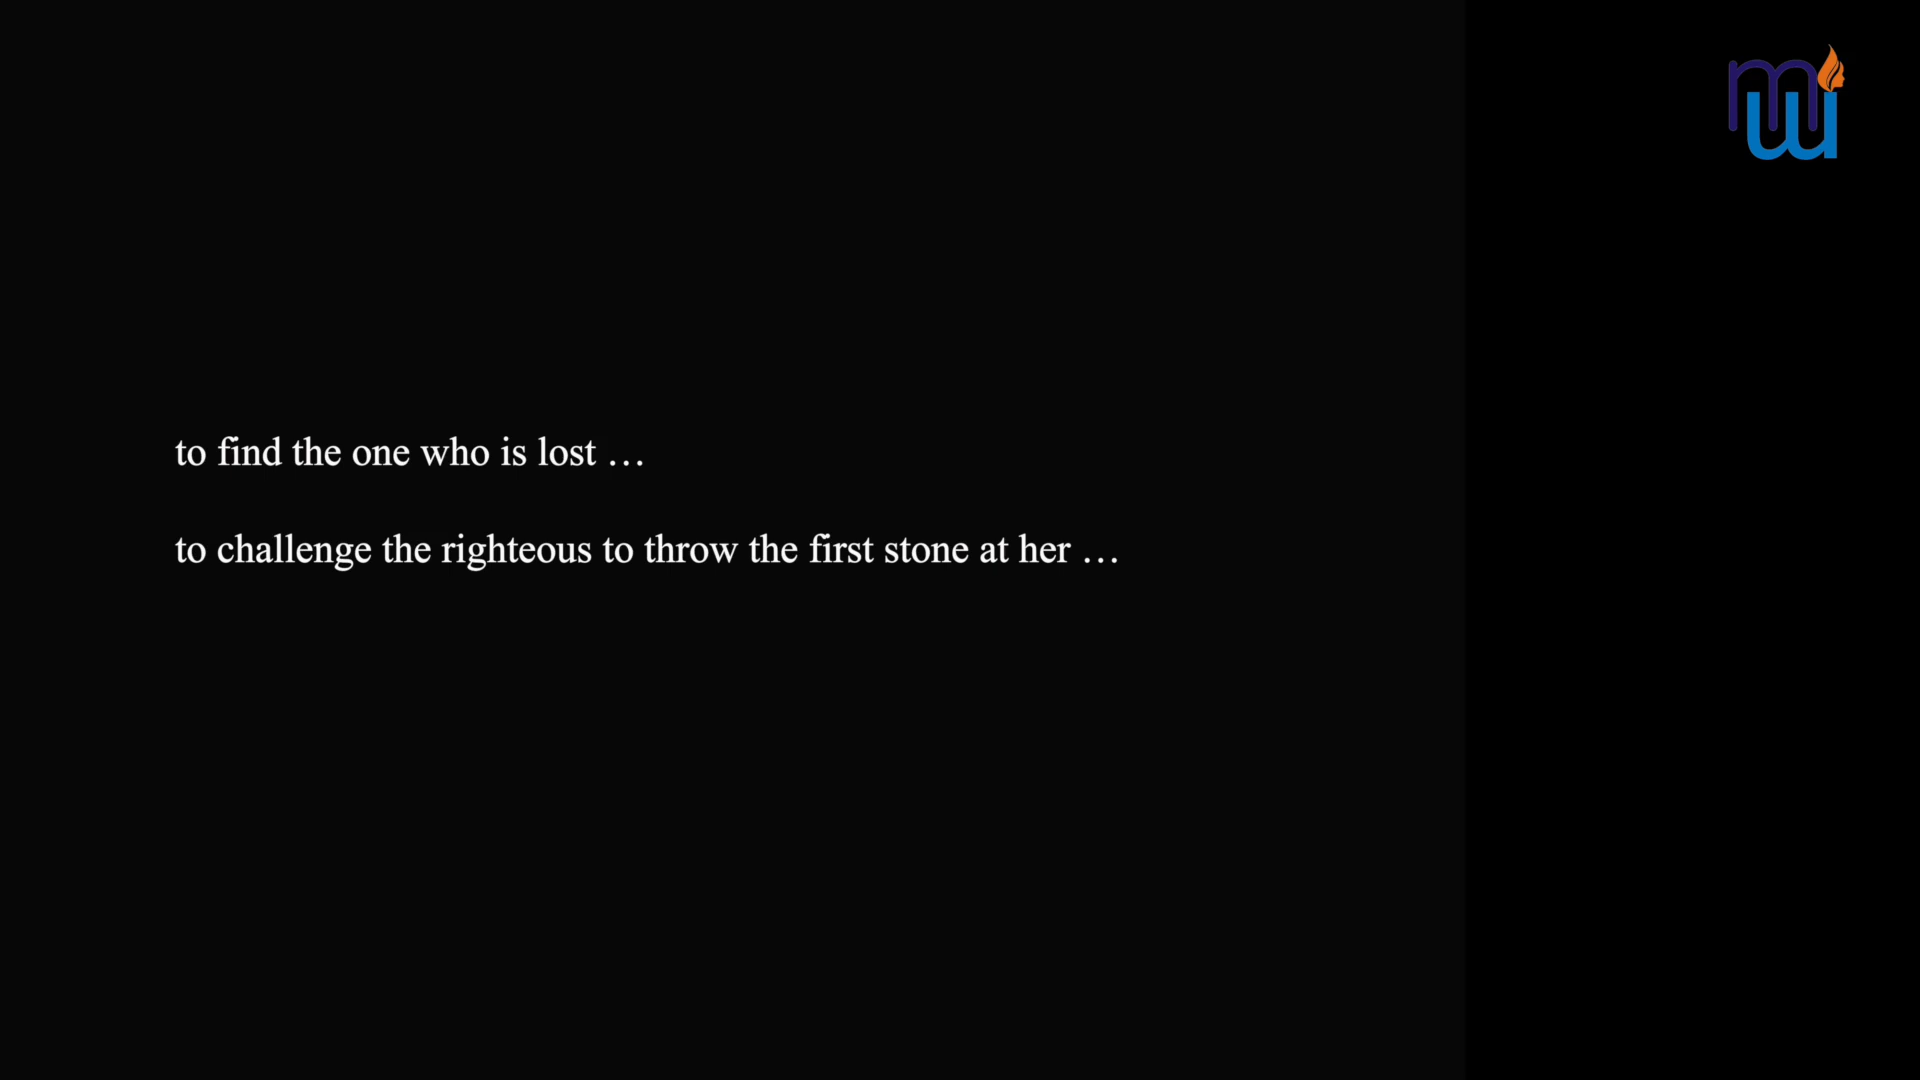 to find the one who is lost …
to challenge the righteous to throw the first stone at her …